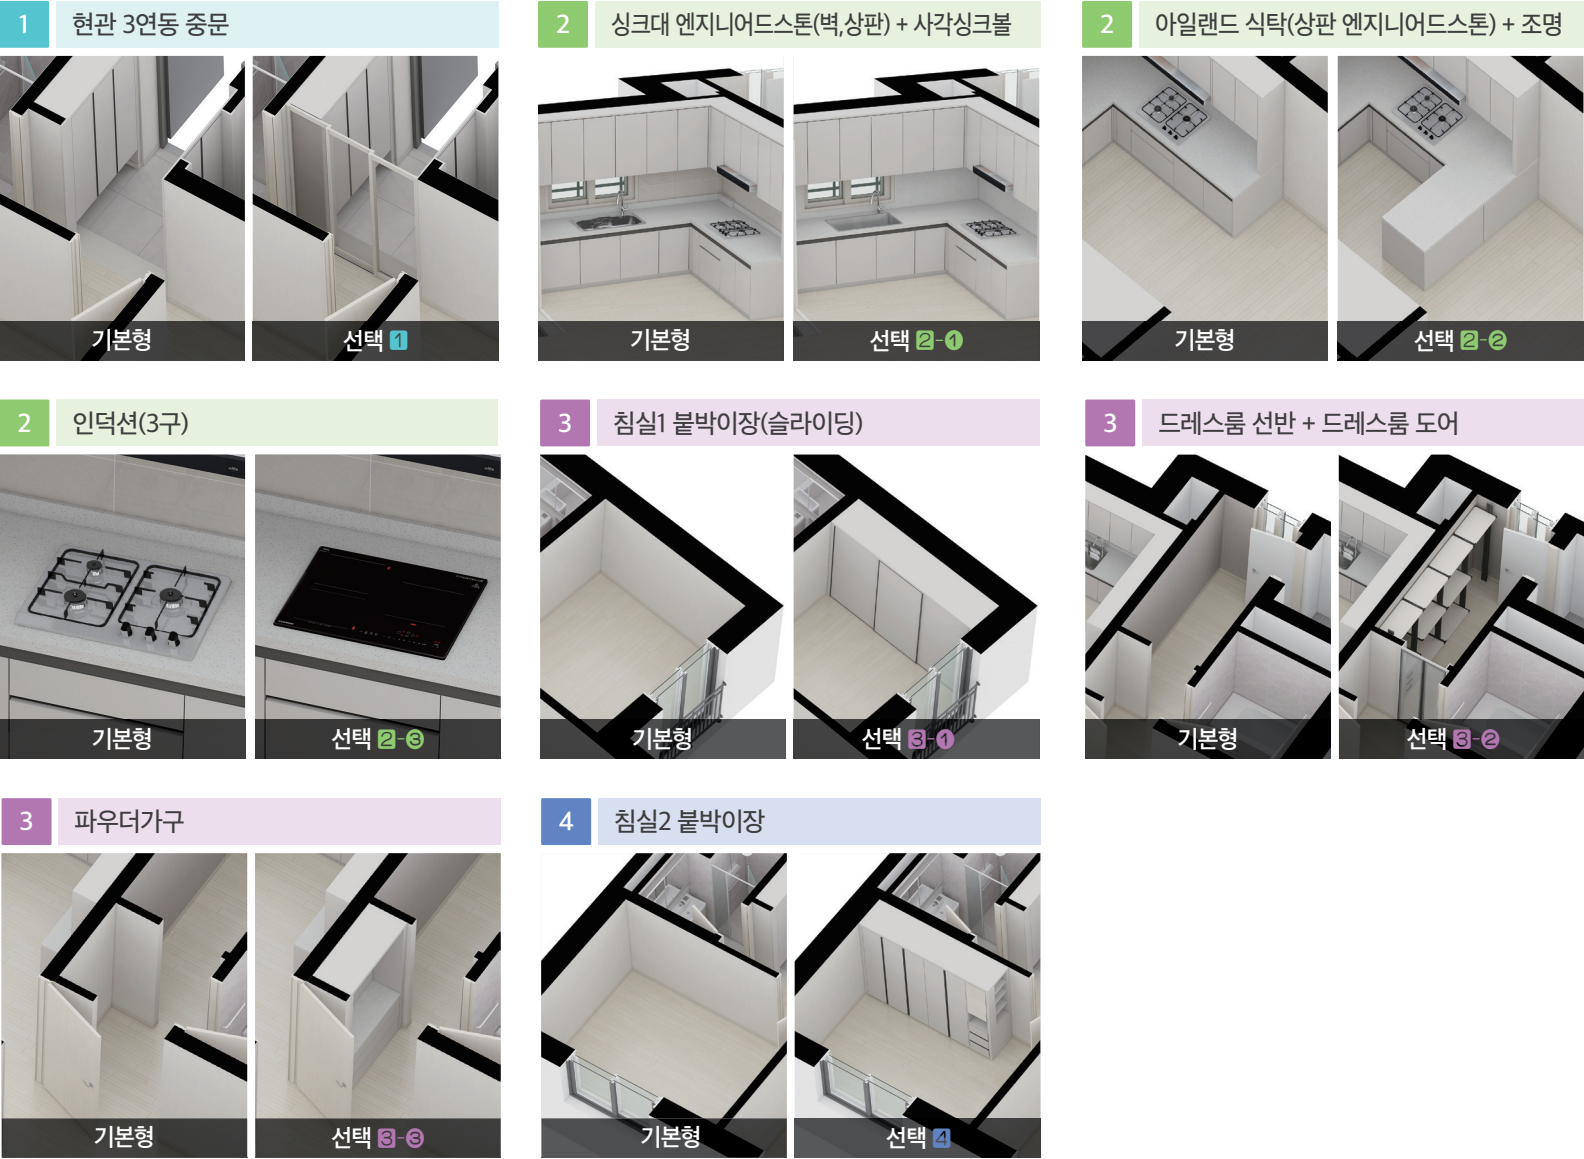 1 현관 3연동 중문
2 싱크대 엔지니어드스톤(벽,상판) + 사각싱크볼
2 아일랜드 식탁(상판 엔지니어드스톤) + 조명
기본형
선택 1
기본형
선택 2-1
기본형
선택 2-2
2 인덕션(3구)
3 침실1 붙박이장(슬라이딩)
3 드레스룸 선반 + 드레스룸 도어
기본형
선택 2-3
기본형
선택 3-1
기본형
선택 3-2
3 파우더가구
4 침실2 붙박이장
기본형
선택 3-3
기본형
선택 4